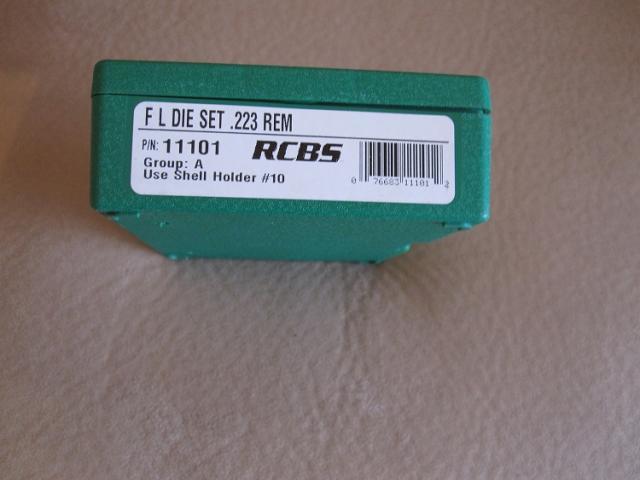 F L DIE SET .223 REM
P/N: 11101 RCBS
Group: A
Use Shell Holder #10
0 76683 11101 2